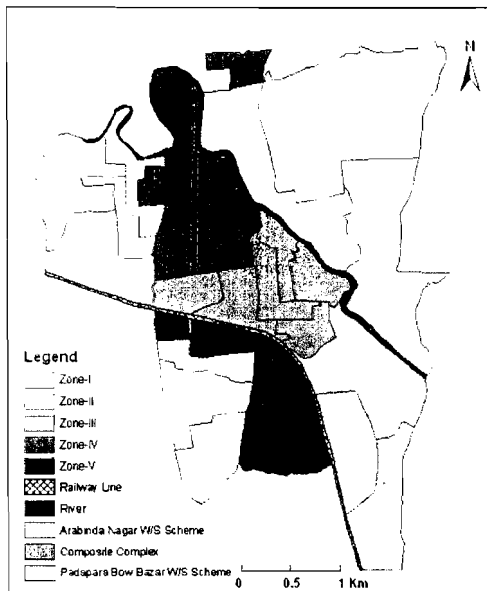 N
Legend
Zone-I
Zone-II
Zone-III
Zone-IV
Zone-V
Railway Line
River
Arabinda Nagar W/S Scheme
Composite Complex
Padapara Bow Bazar W/S Scheme
0 0.5 1 Km